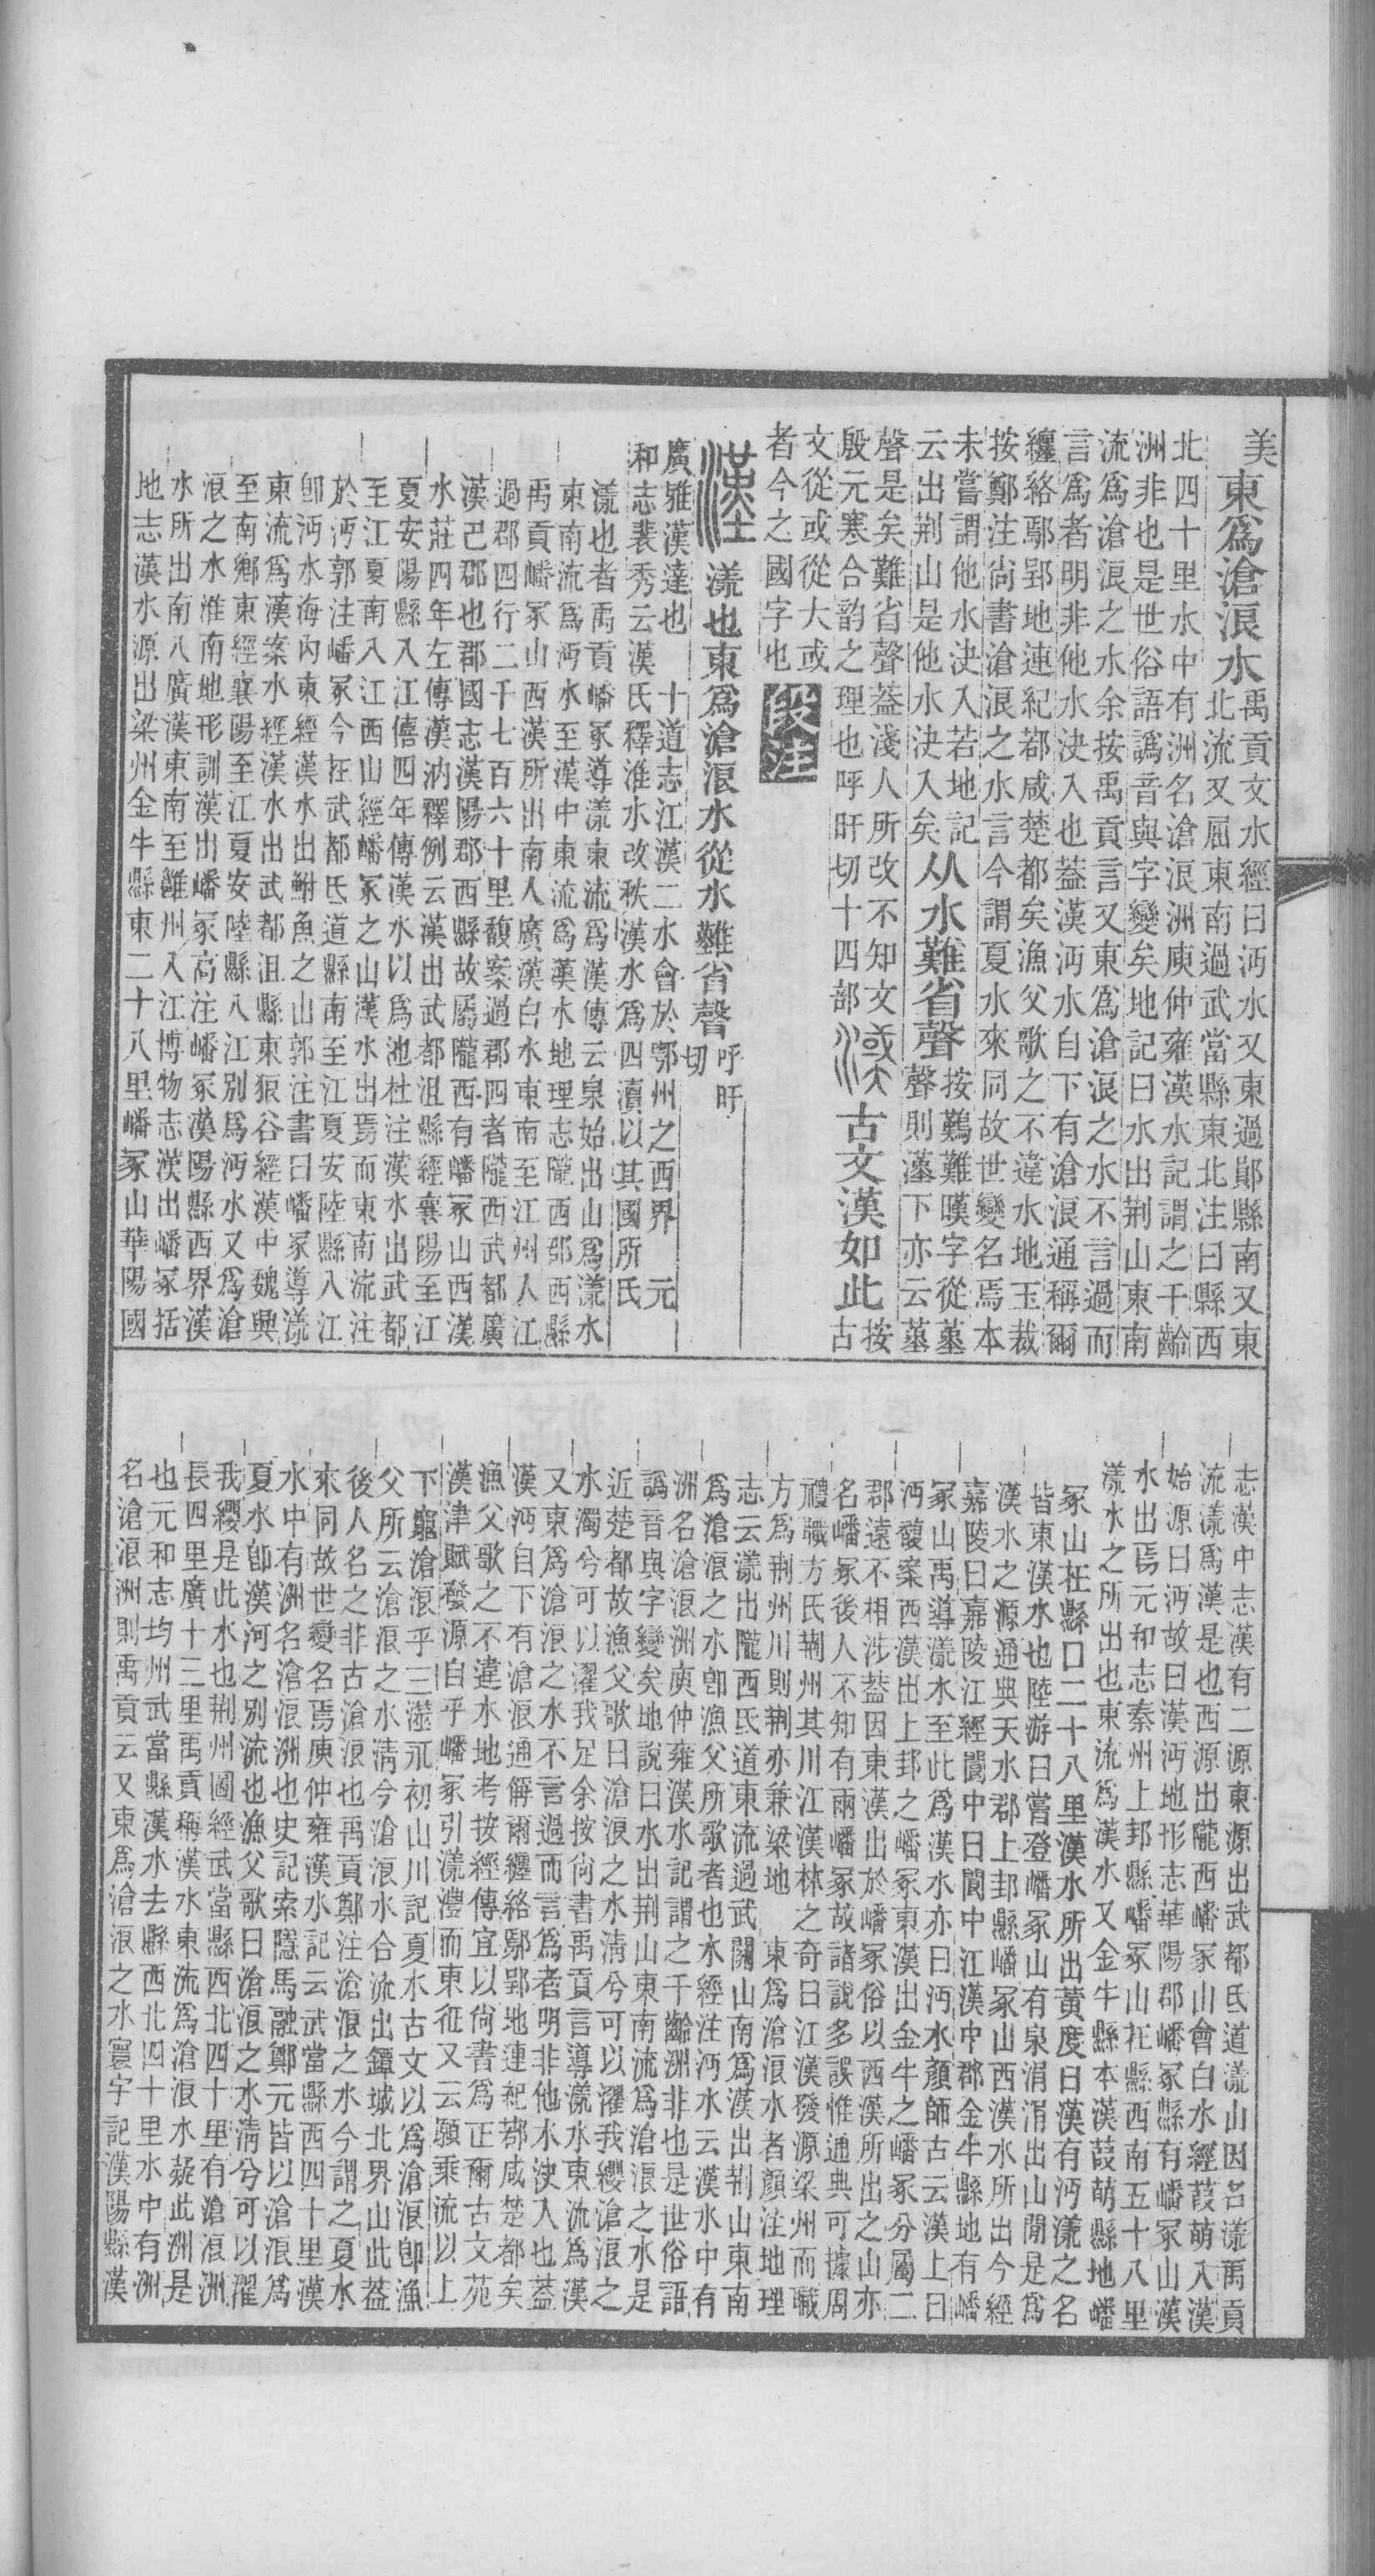 美
東爲滄浪水禹貢文水經曰沔水又東過鄖縣南又東
北流又屈東南過武當縣東北注曰縣西
北四十里水中有洲名滄浪洲庾仲雍漢水記謂之千齡
洲非也是世俗語譌音與字變矣地記曰水出荆山東南
流爲滄浪之水余按禹貢言又東爲滄浪之水不言過而
言爲者明非他水決入也葢漢沔水自下有滄浪通稱爾
纏絡鄢郢地連紀鄀咸楚都矣漁父歌之不違水地玉裁
按鄭注尙書滄浪之水言今謂夏水來同故世變名焉本
未嘗謂他水決入若地記
云出荆山是他水決入矣
从水難省聲按鷬難嘆字從𦰩
聲則𦰩下亦云𦰩
聲是矣難省聲葢淺人所改不知文
殷元寒合韵之理也呼旰切十四部
古文漢如此按
古
文從或從大或
者今之國字也
段注
漢
漾也東爲滄浪水從水難省聲呼旰
切
廣雅漢達也　十道志江漢二水會於鄂州之西界　元
和志裴秀云漢氏釋淮水改秩漢水爲四瀆以其國所氏
漾也者禹貢嶓冢導漾東流爲漢傳云泉始出山爲漾水
東南流爲沔水至漢中東流爲漢水地理志隴西郡西縣
禹貢嶓冢山西漢所出南入廣漢白水東南至江州入江
過郡四行二千七百六十里馥案過郡四者隴西武都廣
漢巴郡也郡國志漢陽郡西縣故屬隴西有嶓冢山西漢
水莊四年左傳漢汭釋例云漢出武都沮縣經襄陽至江
夏安陽縣入江僖四年傳漢水以爲池杜注漢水出武都
至江夏南入江西山經嶓冢之山漢水出焉而東南流注
於沔郭注嶓冢今在武都氐道縣南至江夏安陸縣入江
卽沔水海內東經漢水出鮒魚之山郭注書曰嶓冢導漾
東流爲漢案水經漢水出武都沮縣東狼谷經漢中魏興
至南鄉東經襄陽至江夏安陸縣入江別爲沔水又爲滄
浪之水淮南地形訓漢出嶓冢高注嶓冢漢陽縣西界漢
水所出南入廣漢東南至雝州入江博物志漢出嶓冢括
地志漢水源出梁州金牛縣東二十八里嶓冢山華陽國
志漢中志漢有二源東源出武都氐道漾山因名漾禹貢
流漾爲漢是也西源出隴西嶓冢山會白水經葭萌入漢
始源曰沔故曰漢沔地形志華陽郡嶓冢縣有嶓冢山漢
水出焉元和志秦州上邽縣嶓冢山在縣西南五十八里
漾水之所出也東流爲漢水又金牛縣本漢葭萌縣地嶓
冢山在縣口二十八里漢水所出黃度曰漢有沔漾之名
皆東漢水也陸游曰嘗登嶓冢山有泉涓涓出山間是爲
漢水之源通典天水郡上邽縣嶓冢山西漢水所出今經
嘉陵曰嘉陵江經閬中曰閬中江漢中郡金牛縣地有嶓
冢山禹導漾水至此爲漢水亦曰沔水顏師古云漢上曰
沔馥案西漢出上邽之嶓冢東漢出金牛之嶓冢分屬二
郡遠不相涉葢因東漢出於嶓冢俗以西漢所出之山亦
名嶓冢後人不知有兩嶓冢故諸說多誤惟通典可據周
禮職方氏荆州其川江漢林之奇曰江漢發源梁州而職
方爲荆州川則荆亦兼梁地　東爲滄浪水者顏注地理
志云漾出隴西氐道東流過武關山南爲漢出荆山東南
爲滄浪之水卽漁父所歌者也水經注沔水云漢水中有
洲名滄浪洲庾仲雍漢水記謂之千齡洲非也是世俗語
譌音與字變矣地說曰水出荆山東南流爲滄浪之水是
近楚都故漁父歌曰滄浪之水淸兮可以濯我纓滄浪之
水濁兮可以濯我足余按尙書禹貢言導漾水東流爲漢
又東爲滄浪之水不言過而言爲者明非他水決入也葢
漢沔自下有滄浪通稱爾纏絡鄢郢地連紀鄀咸楚都矣
漁父歌之不違水地考按經傳宜以尙書爲正爾古文苑
漢津賦發源自乎嶓冢引漾灃而東征又云願乘流以上
下窺滄浪乎三澨永初山川記夏水古文以爲滄浪卽漁
父所云滄浪之水淸今滄浪水合流出鐔城北界山此葢
後人名之非古滄浪也禹貢鄭注滄浪之水今謂之夏水
來同故世變名焉庾仲雍漢水記云武當縣西四十里漢
水中有洲名滄浪洲也史記索隱馬融鄭元皆以滄浪爲
夏水卽漢河之別流也漁父歌曰滄浪之水淸兮可以濯
我纓是此水也荆州圖經武當縣西北四十里有滄浪洲
長四里廣十三里禹貢稱漢水東流爲滄浪水疑此洲是
也元和志均州武當縣漢水去縣西北四十里水中有洲
名滄浪洲則禹貢云又東爲滄浪之水寰宇記漢陽縣漢